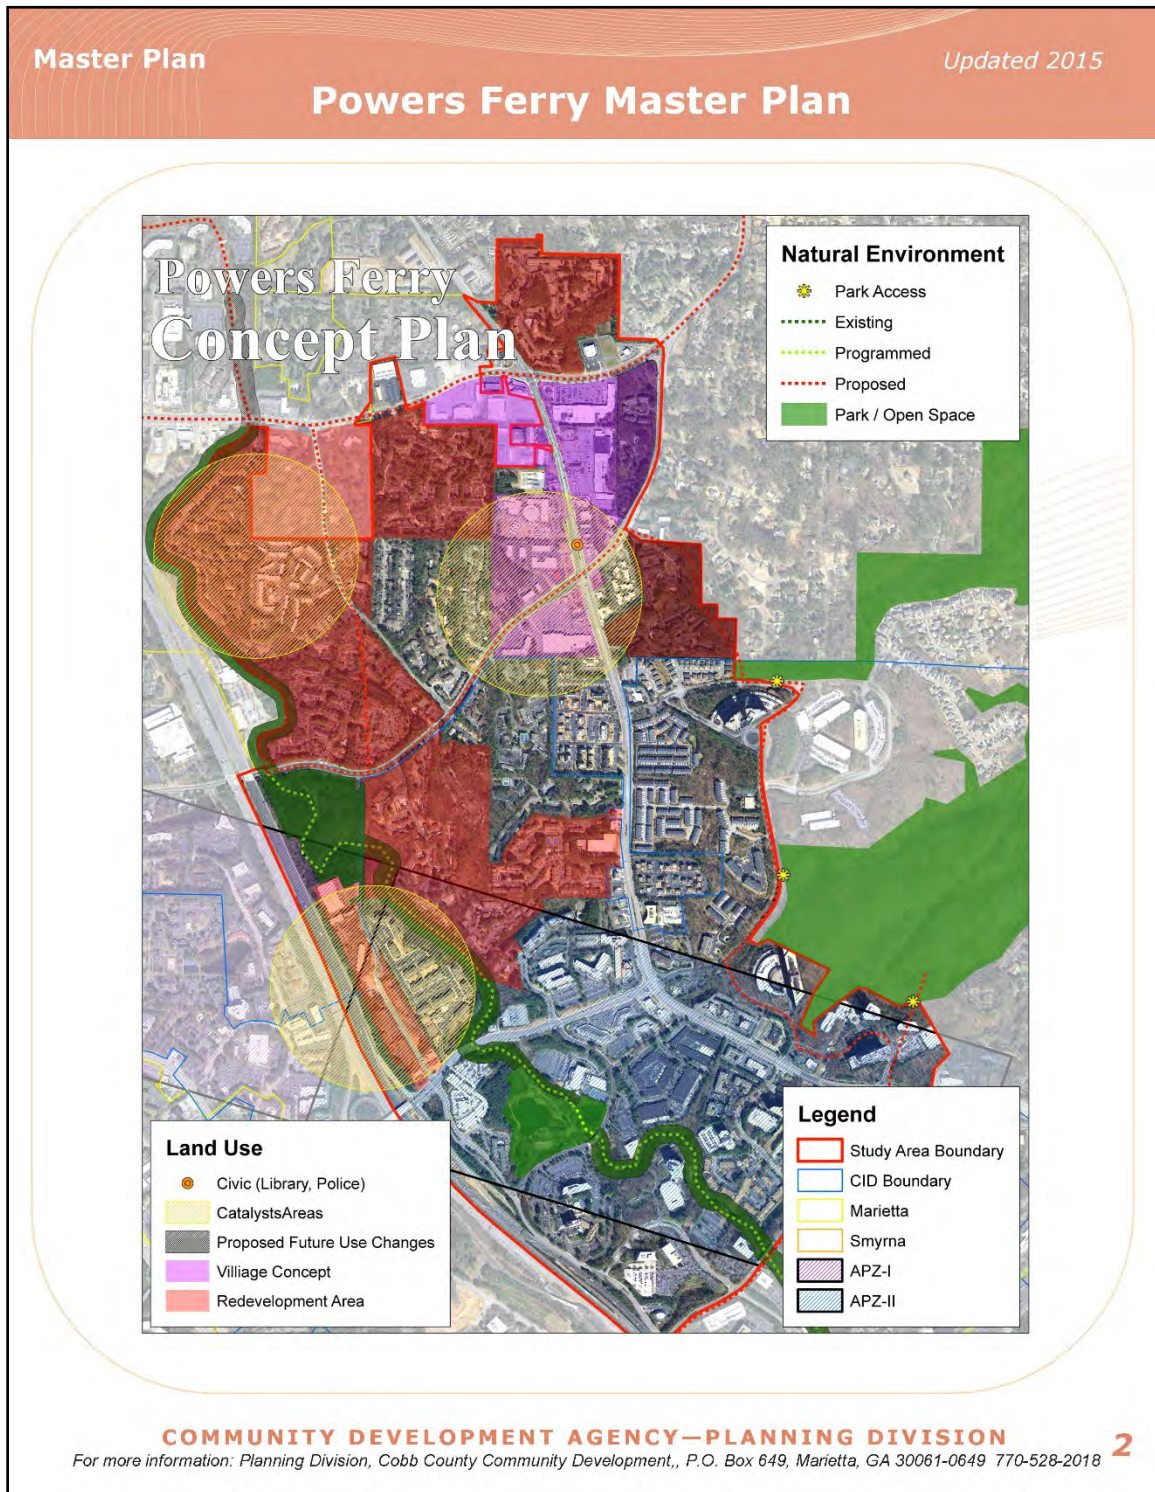 Master Plan
Updated 2015
Powers Ferry Master Plan
Powers Ferry
Concept Plan
Natural Environment
Park Access
Existing
Programmed
Proposed
Park / Open Space
Land Use
Civic (Library, Police)
CatalystsAreas
Proposed Future Use Changes
Villiage Concept
Redevelopment Area
Legend
Study Area Boundary
CID Boundary
Marietta
Smyrna
APZ-I
APZ-II
COMMUNITY DEVELOPMENT AGENCY—PLANNING DIVISION
2
For more information: Planning Division, Cobb County Community Development,, P.O. Box 649, Marietta, GA 30061-0649 770-528-2018